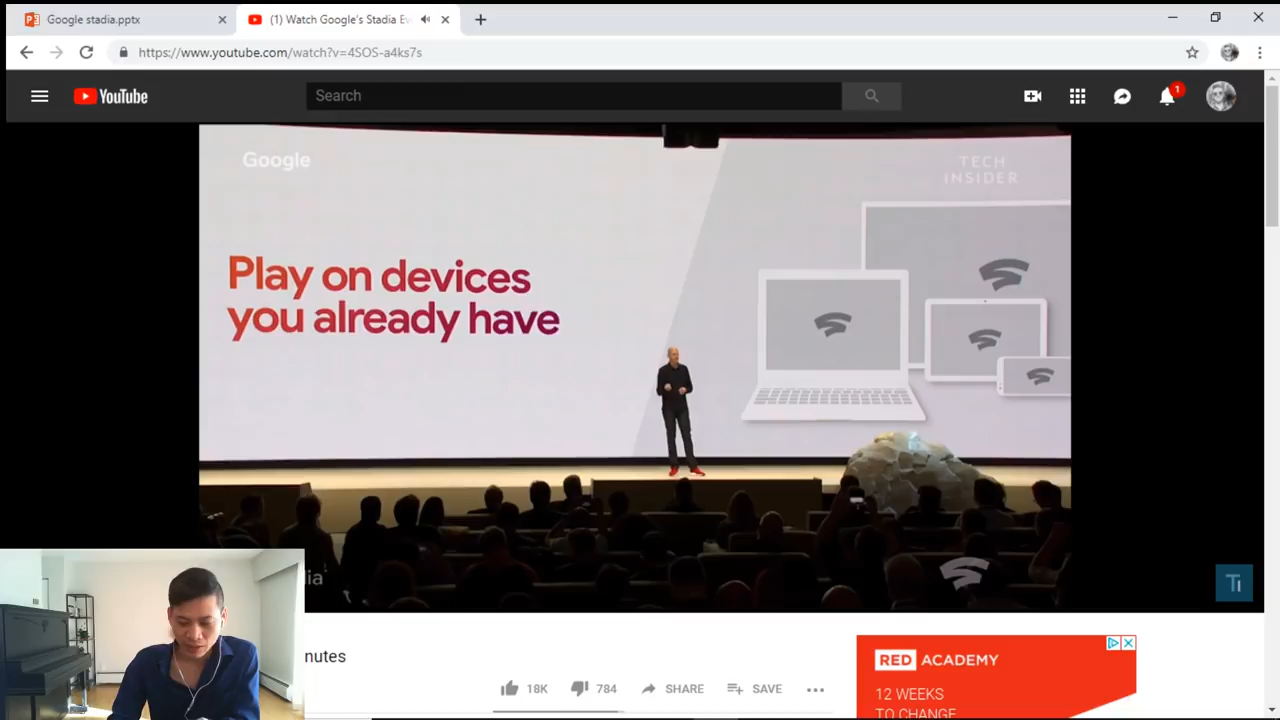 Google stadia.pptx
(1) Watch Google's Stadia Ev
https://www.youtube.com/watch?v=4SOS-a4ks7s
YouTube
Search
1
Google
TECH
INSIDER
Play on devices
you already have
ia
TI
nutes
18K
784
SHARE
SAVE
RED ACADEMY
12 WEEKS
TO CHANGE